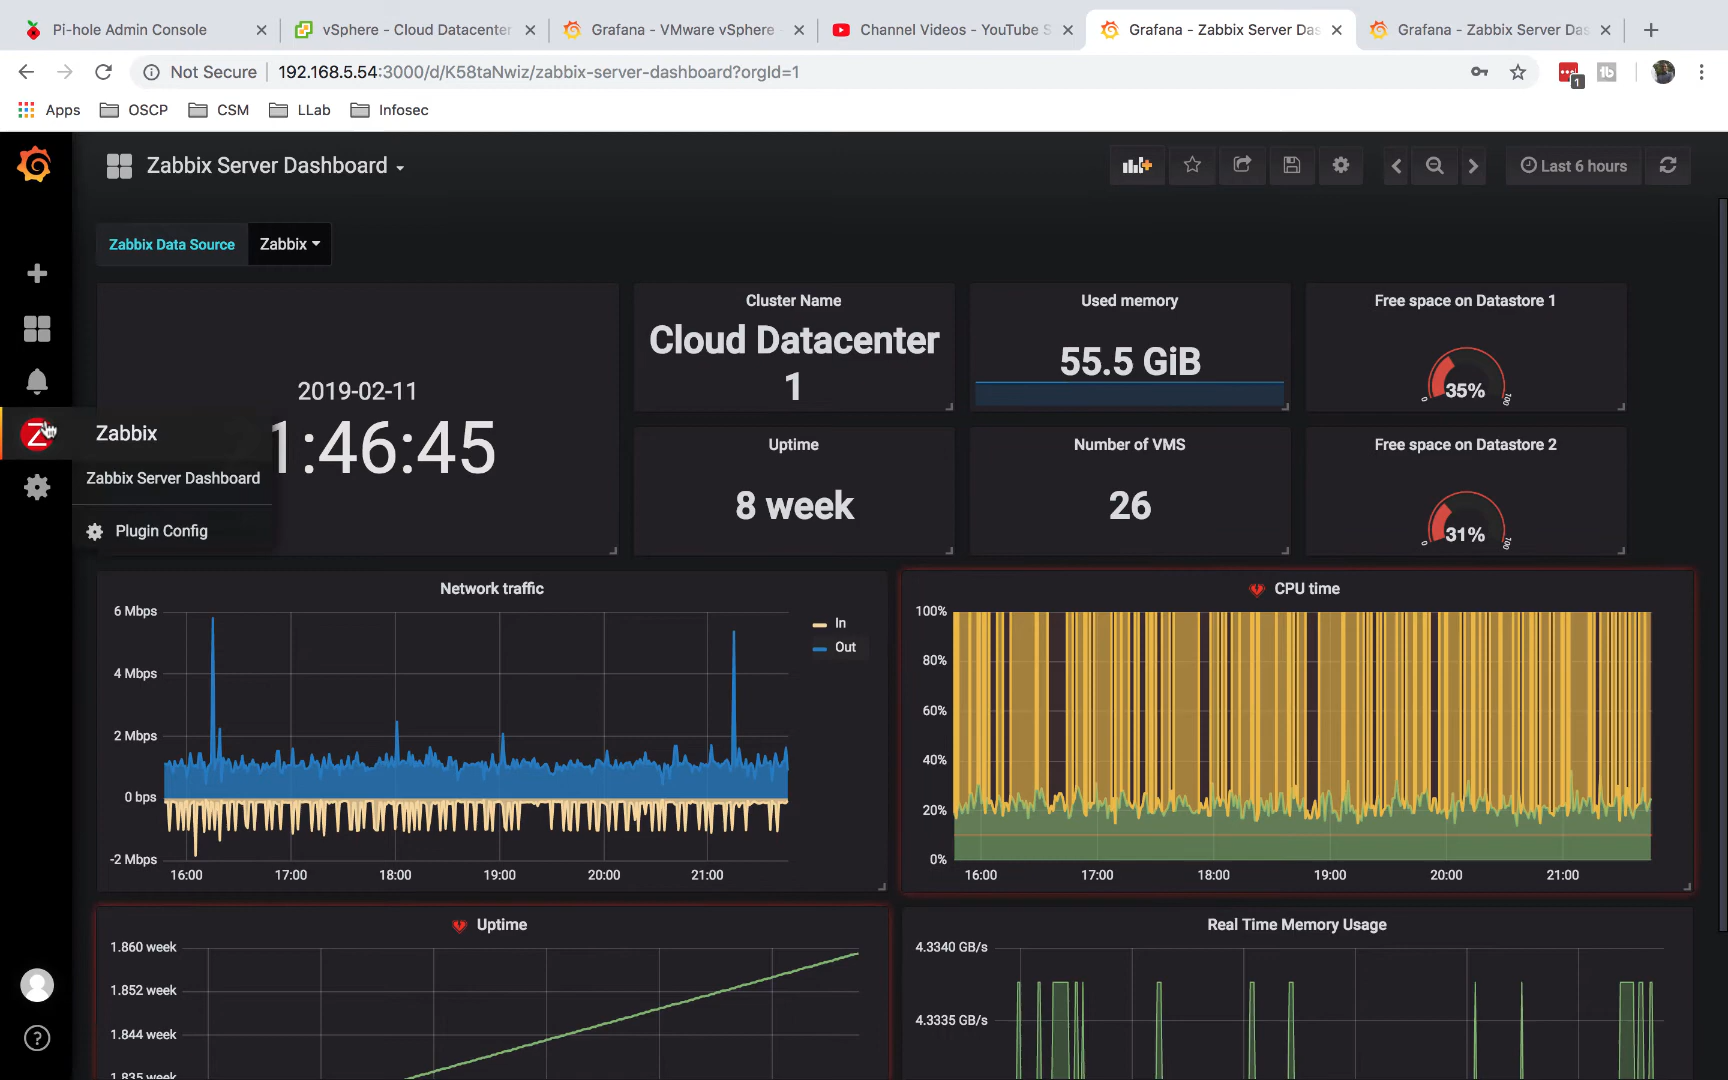 Pi-hole Admin Console
vSphere - Cloud Datacenter
Grafana - VMware vSphere
Channel Videos - YouTube S
Grafana - Zabbix Server Das
Grafana - Zabbix Server Das
Not Secure
192.168.5.54:3000/d/K58taNwiz/zabbix-server-dashboard?orgId=1
1
Apps
OSCP
CSM
LLab
Infosec
Zabbix Server Dashboard
Last 6 hours
Zabbix Data Source
Zabbix
2019-02-11
1:46:45
Cluster Name
Cloud Datacenter
1
Used memory
55.5 GiB
Free space on Datastore 1
35%
0
100
Uptime
8 week
Number of VMS
26
Free space on Datastore 2
31%
0
100
Z
Zabbix
Zabbix Server Dashboard
Plugin Config
Network traffic
6 Mbps
4 Mbps
2 Mbps
0 bps
-2 Mbps
16:00
17:00
18:00
19:00
20:00
21:00
In
Out
CPU time
100%
80%
60%
40%
20%
0%
16:00
17:00
18:00
19:00
20:00
21:00
Uptime
1.860 week
1.852 week
1.844 week
1.835 week
Real Time Memory Usage
4.3340 GB/s
4.3335 GB/s